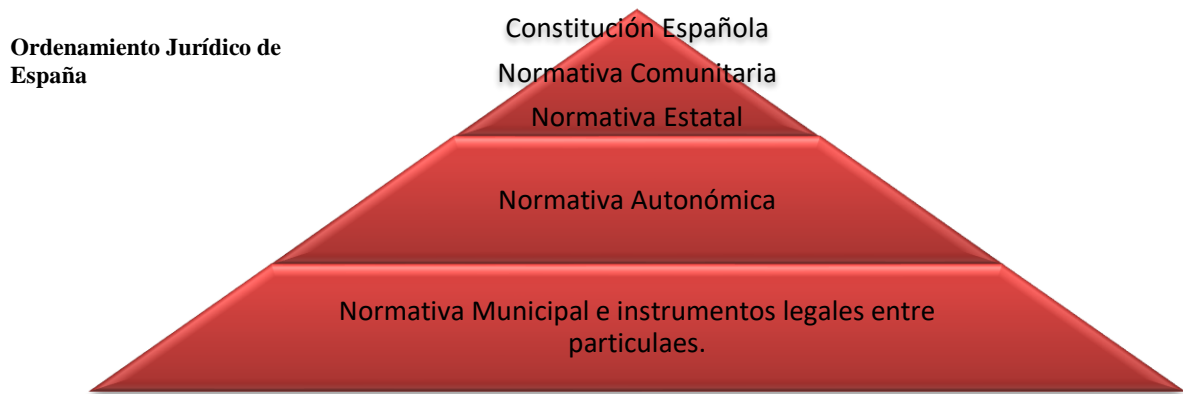 Ordenamiento Jurídico de
España
Constitución Española
Normativa Comunitaria
Normativa Estatal
Normativa Autonómica
Normativa Municipal e instrumentos legales entre
particulaes.